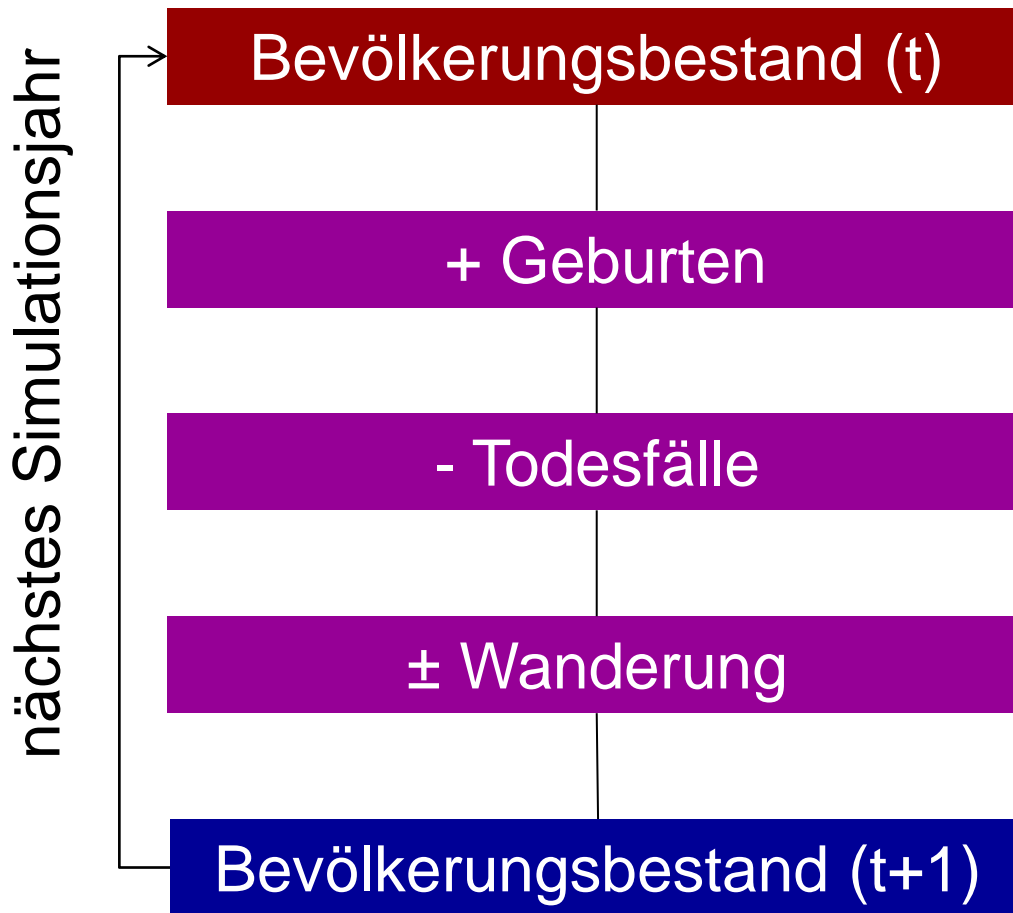 nächstes Simulationsjahr
Bevölkerungsbestand (t)
+ Geburten
- Todesfälle
± Wanderung
Bevölkerungsbestand (t+1)